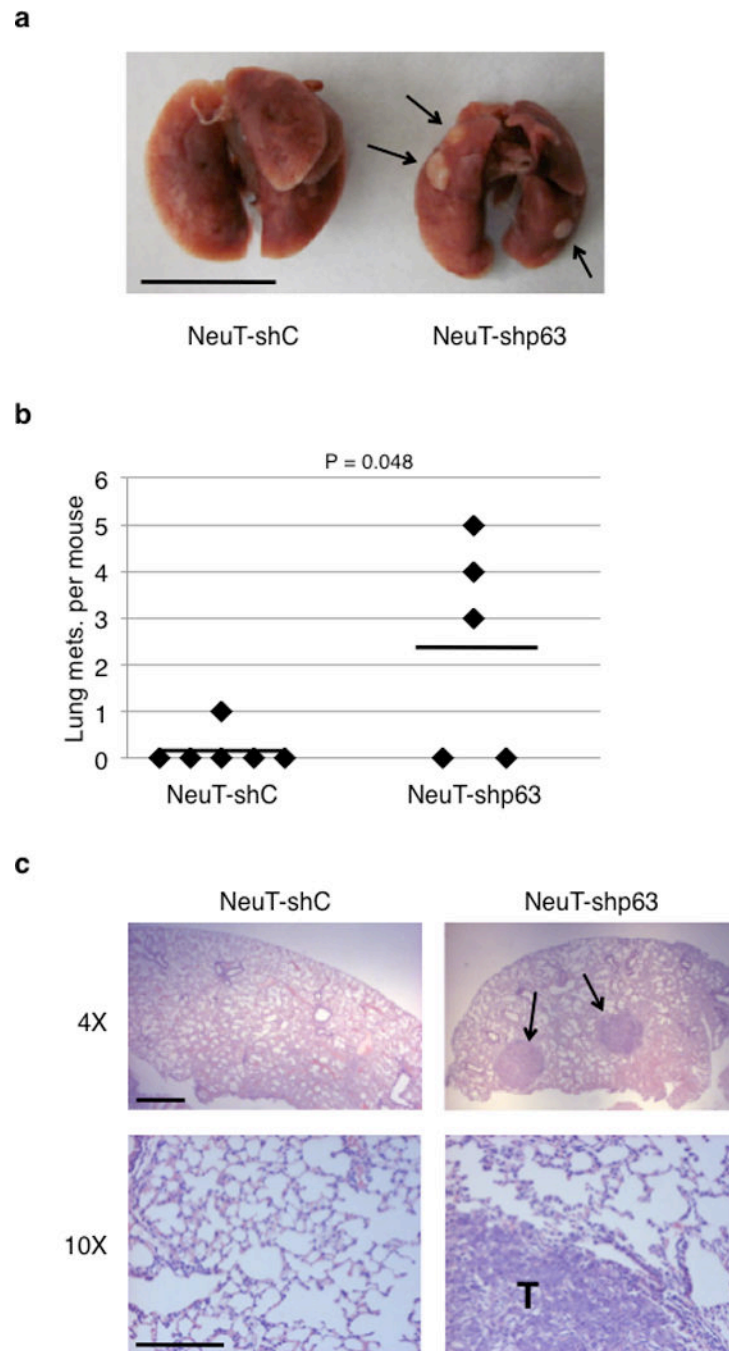 a
NeuT-shC NeuT-shp63
b
P = 0.048
6
5
4
3
2
1
0
Lung mets. per mouse
NeuT-shC NeuT-shp63
c
NeuT-shC NeuT-shp63
4X
10X
T